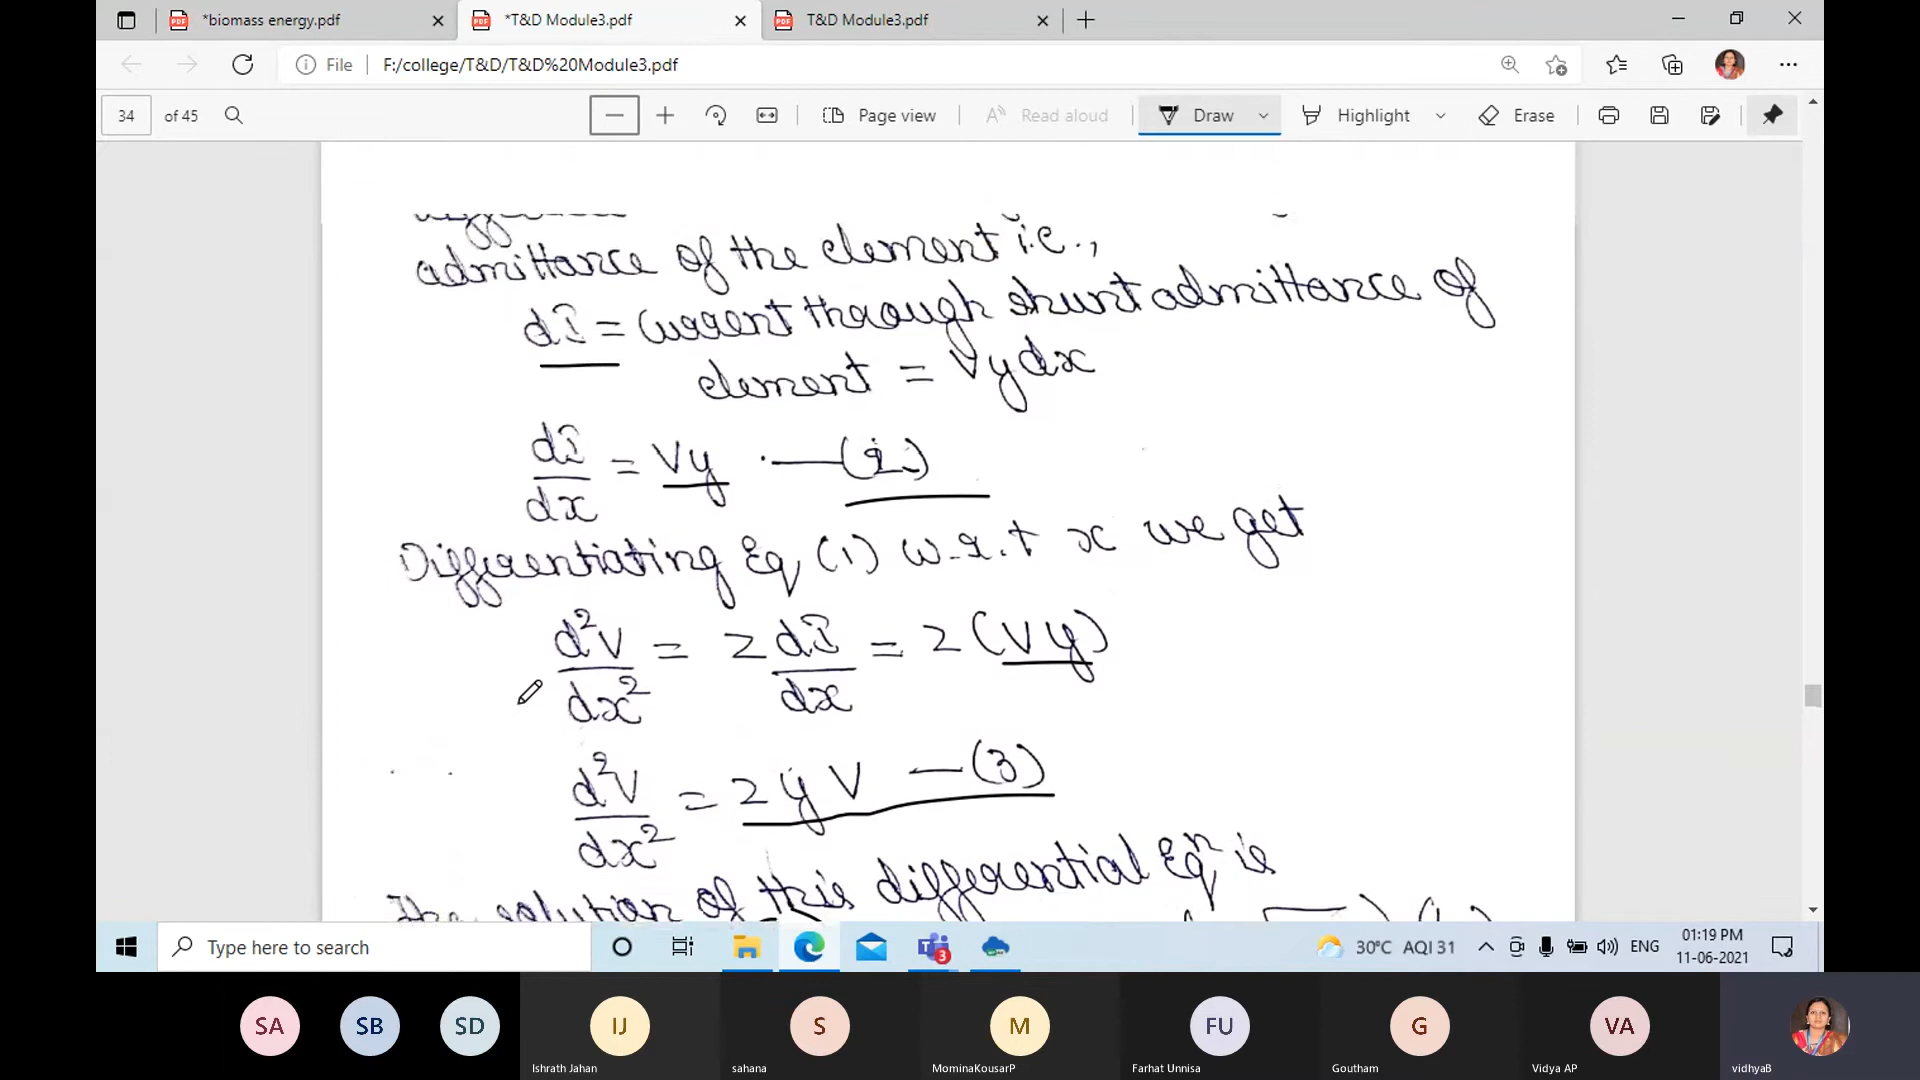 *biomass energy.pdf
*T&D Module3.pdf
T&D Module3.pdf
File F:/college/T&D/T&D%20Module3.pdf
34 of 45
Page view
Read aloud
Draw
Highlight
Erase
admittance of the element i.e.,
dI = Current through shunt admittance of
element = Vydx
dI/dx = Vy —(2)
Differentiating Eq (1) w.r.t x we get
d²V/dx² = z dI/dx = z (Vy)
d²V/dx² = zyV —(3)
The solution of this differential Eqⁿ is
Type here to search
30°C AQI 31
ENG
01:19 PM
11-06-2021
3
SA
SB
SD
IJ
S
M
FU
G
VA
Ishrath Jahan
sahana
MominaKousarP
Farhat Unnisa
Goutham
Vidya AP
vidhyaB